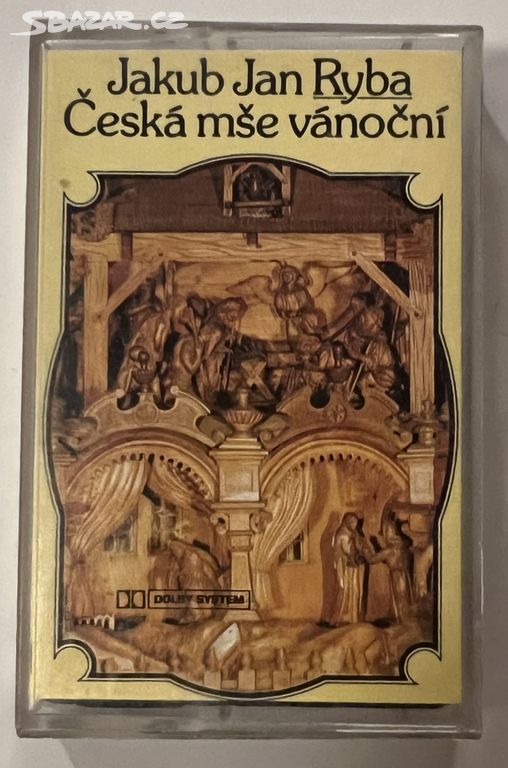 SBAZAR.CZ
Jakub Jan Ryba
Česká mše vánoční
DOLBY SYSTEM